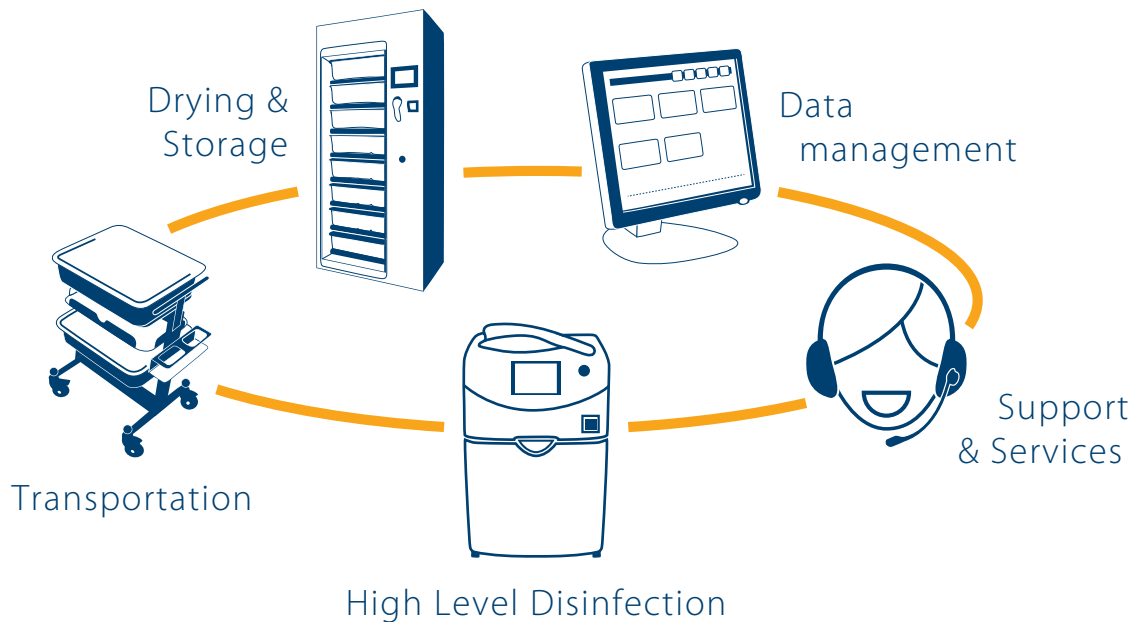 Drying &
Storage
Data
management
Support
& Services
Transportation
High Level Disinfection